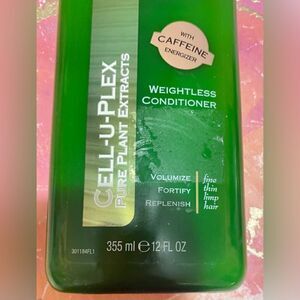 WITH
CAFFEINE
ENERGIZER
CELL-U-PLEX
PURE PLANT EXTRACTS
WEIGHTLESS
CONDITIONER
VOLUMIZE
FORTIFY
REPLENISH
fine
thin
limp
hair
301184FL1
355 ml ℮ 12 FL OZ